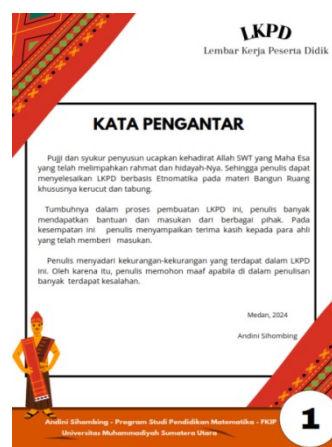 LKPD
Lembar Kerja Peserta Didik
KATA PENGANTAR
Pujji dan syukur penyusun ucapkan kehadirat Allah SWT yang Maha Esa
yang telah melimpahkan rahmat dan hidayah-Nya. Sehingga penulis dapat
menyelesaikan LKPD berbasis Etnomatika pada materi Bangun Ruang
khususnya kerucut dan tabung.
Tumbuhnya dalam proses pembuatan LKPD ini, penulis banyak
mendapatkan bantuan dan masukan dari berbagai pihak. Pada
kesempatan ini penulis menyampaikan terima kasih kepada para ahli
yang telah memberi masukan.
Penulis menyadari kekurangan-kekurangan yang terdapat dalam LKPD
ini. Oleh karena itu, penulis memohon maaf apabila di dalam penulisan
banyak terdapat kesalahan.
Medan, 2024
Andini Sihombing
Andini Sihombing - Program Studi Pendidikan Matematika - FKIP
Universitas Muhammadiyah Sumatera Utara
1